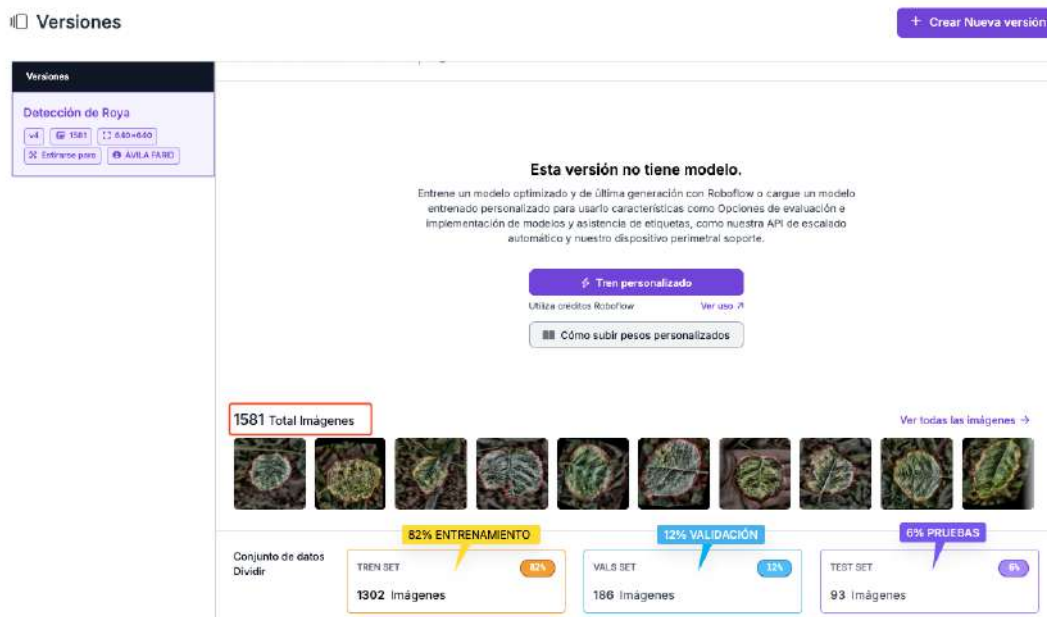 Versiones
+ Crear Nueva versión
Versiones
Detección de Roya
v4 1581 640×640
Estirarse para ÁVILA FARID
Esta versión no tiene modelo.
Entrene un modelo optimizado y de última generación con Roboflow o cargue un modelo
entrenado personalizado para usarlo características como Opciones de evaluación e
implementación de modelos y asistencia de etiquetas, como nuestra API de escalado
automático y nuestro dispositivo perimetral soporte.
Tren personalizado
Utiliza créditos Roboflow Ver uso ↗
Cómo subir pesos personalizados
1581 Total Imágenes
Ver todas las imágenes →
82% ENTRENAMIENTO 12% VALIDACIÓN 6% PRUEBAS
Conjunto de datos
Dividir
TREN SET 82%
1302 Imágenes
VALS SET 12%
186 Imágenes
TEST SET 6%
93 Imágenes